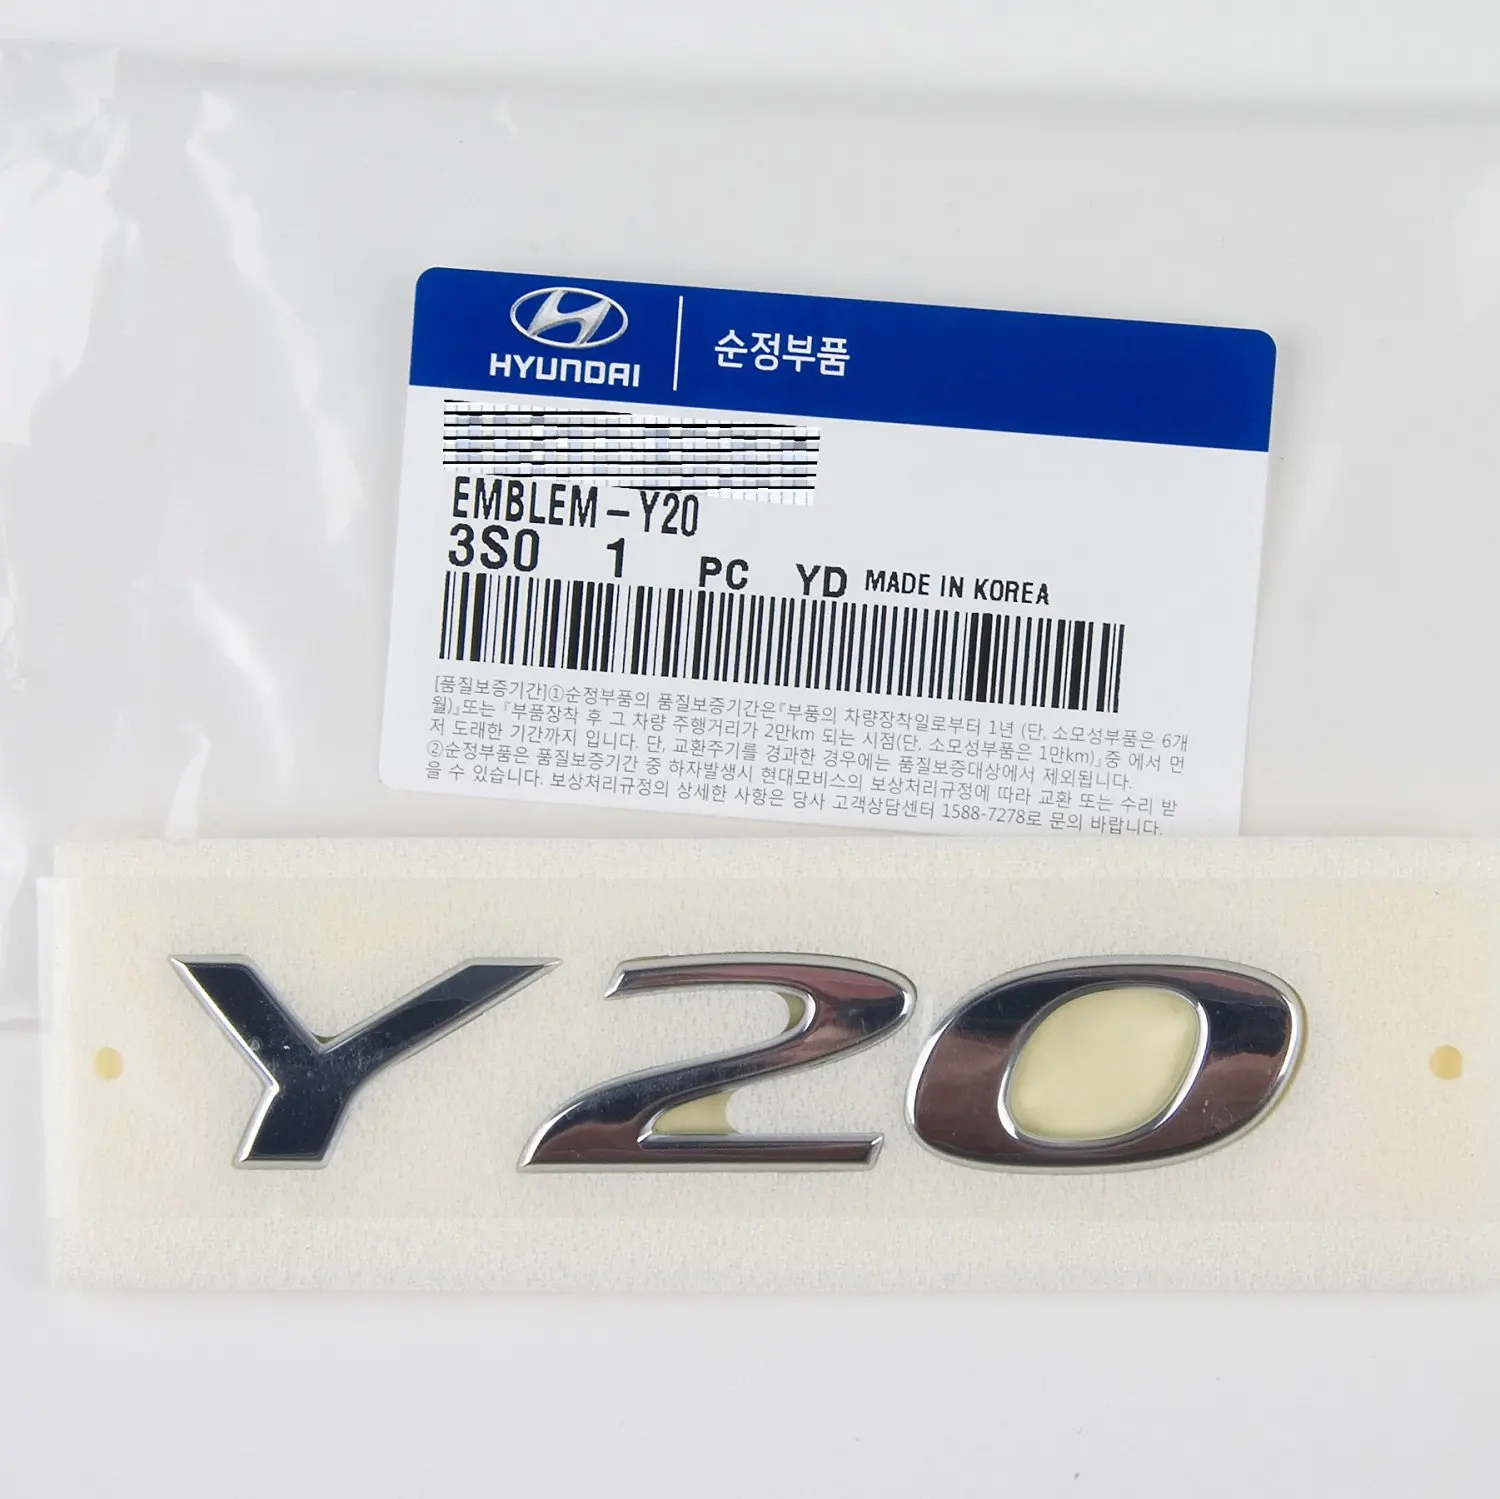 HYUNDAI
순정부품
EMBLEM-Y20
3S0 1 PC YD MADE IN KOREA
[품질보증기간]①순정부품의 품질보증기간은『부품의 차량장착일로부터 1년 (단, 소모성부품은 6개
월)』또는 『부품장착 후 그 차량 주행거리가 2만km 되는 시점(단, 소모성부품은 1만km)』중 에서 먼
저 도래한 기간까지 입니다. 단, 교환주기를 경과한 경우에는 품질보증대상에서 제외됩니다.
②순정부품은 품질보증기간 중 하자발생시 현대모비스의 보상처리규정에 따라 교환 또는 수리 받
을 수 있습니다. 보상처리규정의 상세한 사항은 당사 고객상담센터 1588-7278로 문의 바랍니다.
Y20